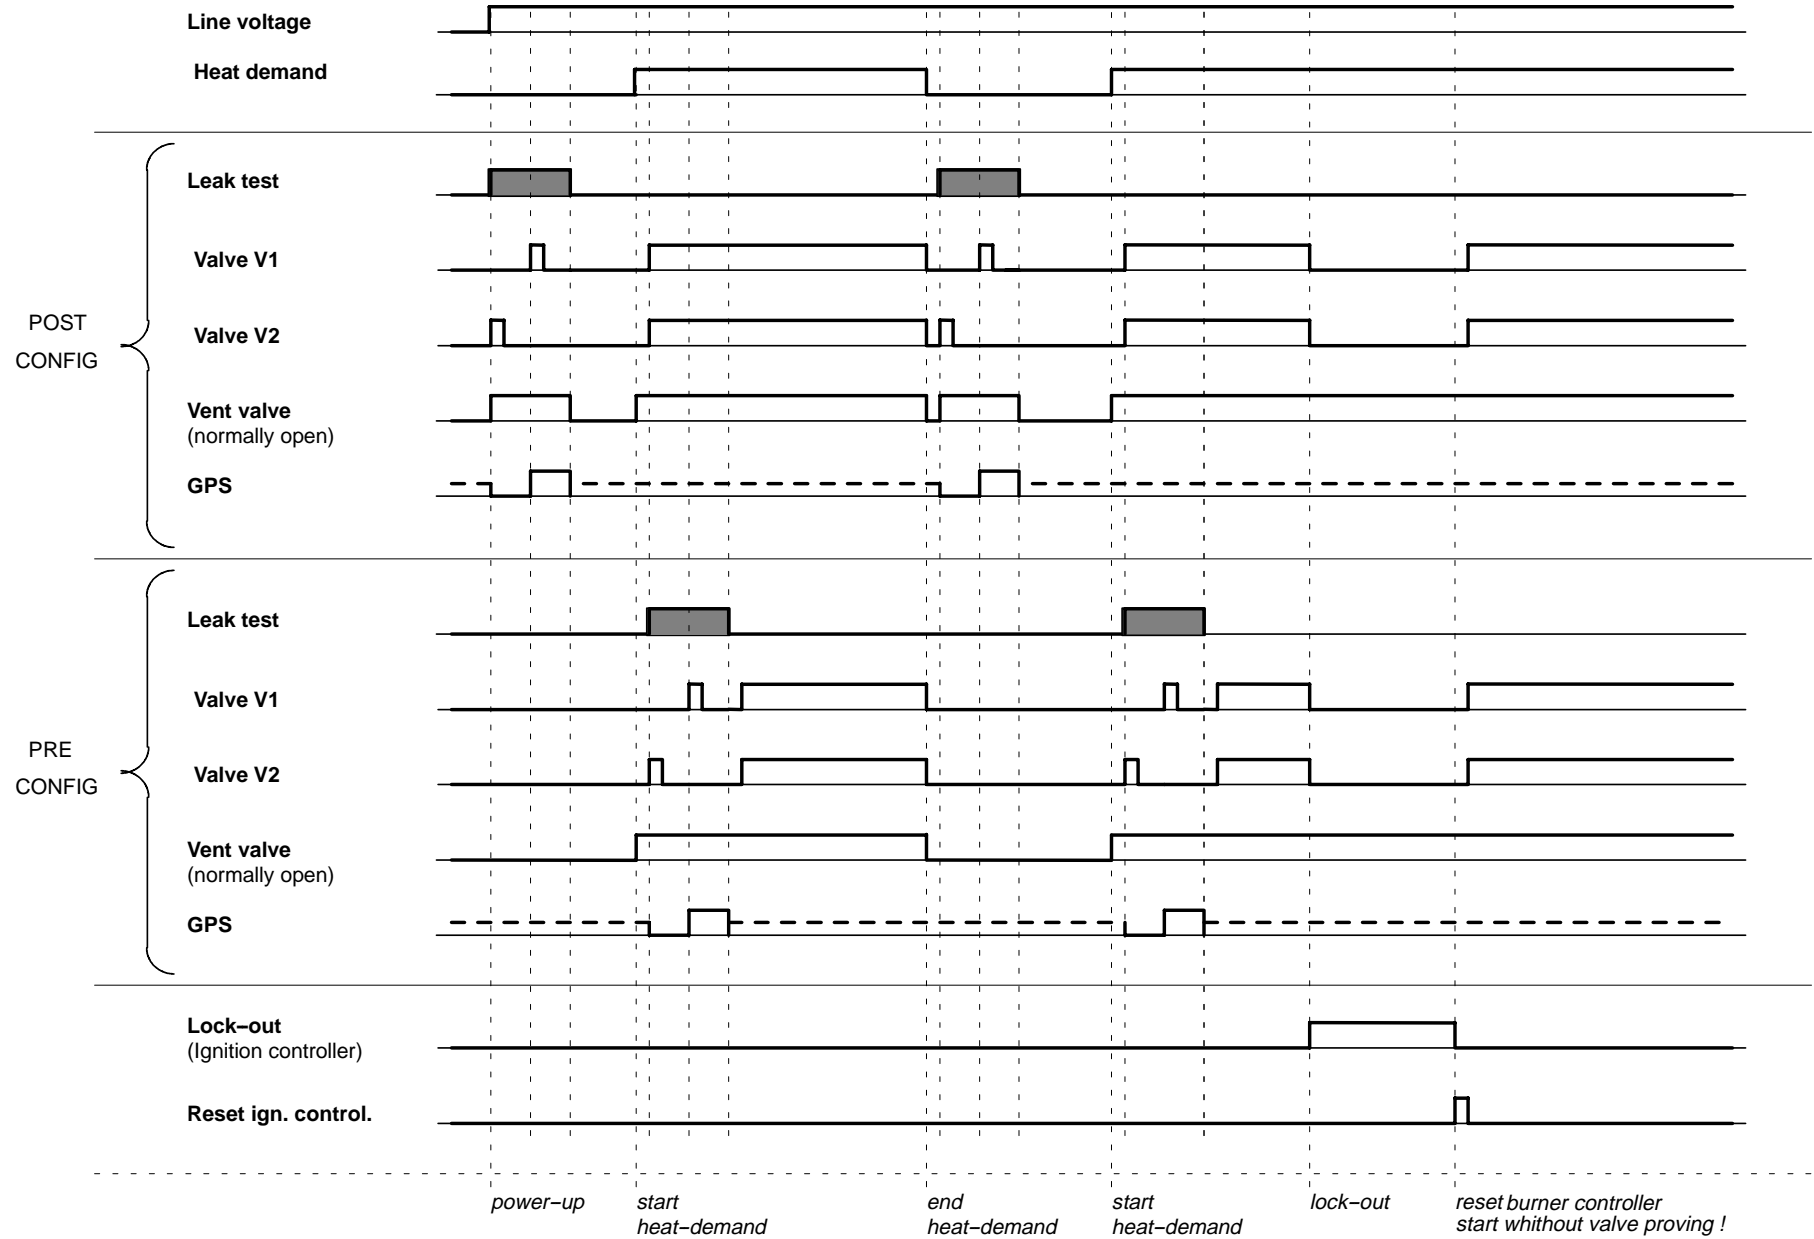 Line voltage
Heat demand
POST
CONFIG
Leak test
Valve V1
Valve V2
Vent valve
(normally open)
GPS
PRE
CONFIG
Leak test
Valve V1
Valve V2
Vent valve
(normally open)
GPS
Lock−out
(Ignition controller)
Reset ign. control.
power−up
start
heat−demand
end
heat−demand
start
heat−demand
lock−out
reset burner controller
start whithout valve proving !